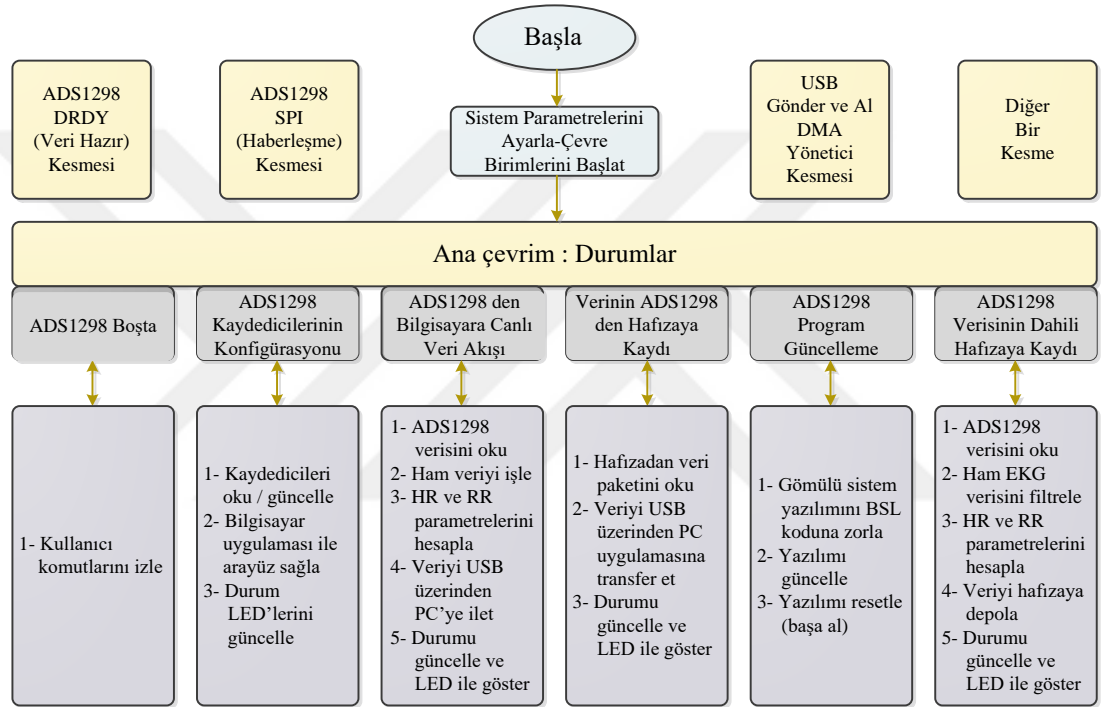 Başla
ADS1298
DRDY
(Veri Hazır)
Kesmesi
ADS1298
SPI
(Haberleşme)
Kesmesi
Sistem Parametrelerini
Ayarla-Çevre
Birimlerini Başlat
USB
Gönder ve Al
DMA
Yönetici
Kesmesi
Diğer
Bir
Kesme
Ana çevrim : Durumlar
ADS1298 Boşta
ADS1298
Kaydedicilerinin
Konfigürasyonu
ADS1298 den
Bilgisayara Canlı
Veri Akışı
Verinin ADS1298
den Hafızaya
Kaydı
ADS1298
Program
Güncelleme
ADS1298
Verisinin Dahili
Hafızaya Kaydı
1- Kullanıcı
komutlarını izle
1- Kaydedicileri
oku / güncelle
2- Bilgisayar
uygulaması ile
arayüz sağla
3- Durum
LED’lerini
güncelle
1- ADS1298
verisini oku
2- Ham veriyi işle
3- HR ve RR
parametrelerini
hesapla
4- Veriyi USB
üzerinden
PC’ye ilet
5- Durumu
güncelle ve
LED ile göster
1- Hafızadan veri
paketini oku
2- Veriyi USB
üzerinden PC
uygulamasına
transfer et
3- Durumu
güncelle ve
LED ile göster
1- Gömülü sistem
yazılımını BSL
koduna zorla
2- Yazılımı
güncelle
3- Yazılımı resetle
(başa al)
1- ADS1298
verisini oku
2- Ham EKG
verisini filtrele
3- HR ve RR
parametrelerini
hesapla
4- Veriyi hafızaya
depola
5- Durumu
güncelle ve
LED ile göster